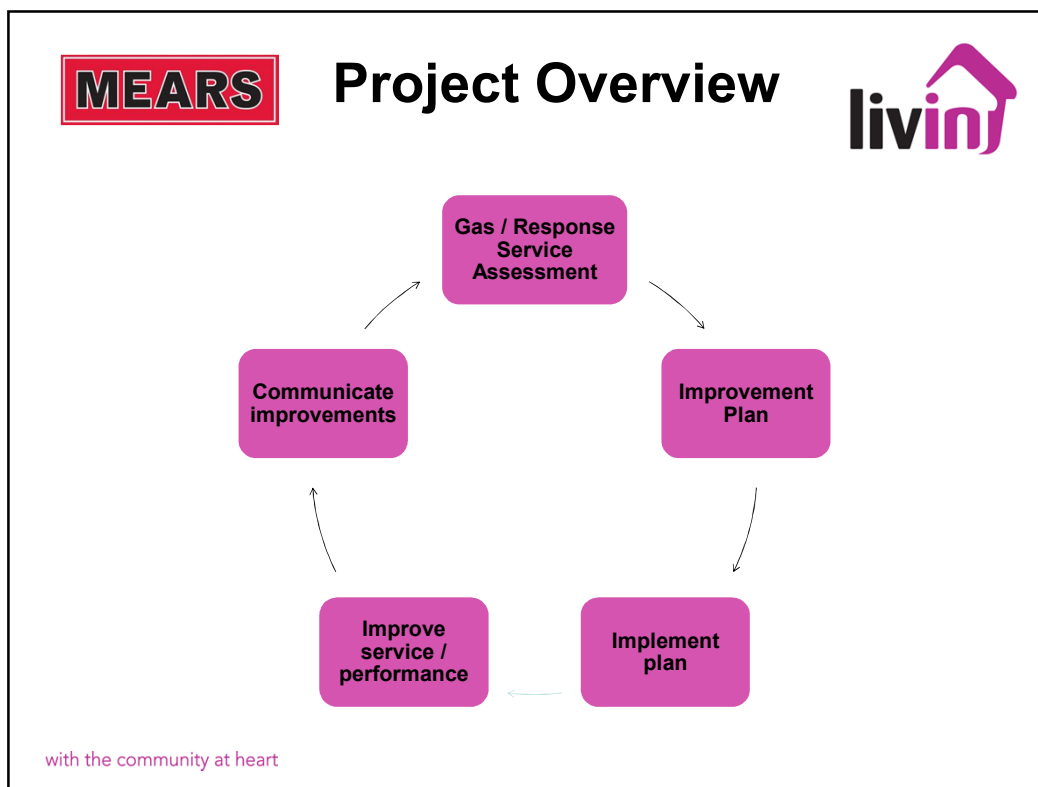 MEARS
Project Overview
livin
Gas / Response
Service
Assessment
Communicate
improvements
Improvement
Plan
Improve
service /
performance
Implement
plan
with the community at heart